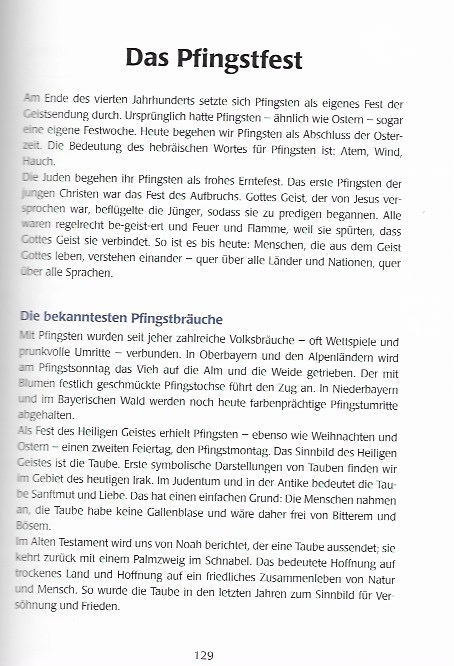 Das Pfingstfest
Am Ende des vierten Jahrhunderts setzte sich Pfingsten als eigenes Fest der
Geistsendung durch. Ursprünglich hatte Pfingsten – ähnlich wie Ostern – sogar
eine eigene Festwoche. Heute begehen wir Pfingsten als Abschluss der Oster-
zeit. Die Bedeutung des hebräischen Wortes für Pfingsten ist: Atem, Wind,
Hauch.
Die Juden begehen ihr Pfingsten als frohes Erntefest. Das erste Pfingsten der
jungen Christen war das Fest des Aufbruchs. Gottes Geist, der von Jesus ver-
sprochen war, beflügelte die Jünger, sodass sie zu predigen begannen. Alle
waren regelrecht be-geist-ert und Feuer und Flamme, weil sie spürten, dass
Gottes Geist sie verbindet. So ist es bis heute: Menschen, die aus dem Geist
Gottes leben, verstehen einander – quer über alle Länder und Nationen, quer
über alle Sprachen.
Die bekanntesten Pfingstbräuche
Mit Pfingsten wurden seit jeher zahlreiche Volksbräuche – oft Wettspiele und
prunkvolle Umritte – verbunden. In Oberbayern und den Alpenländern wird
am Pfingstsonntag das Vieh auf die Alm und die Weide getrieben. Der mit
Blumen festlich geschmückte Pfingstochse führt den Zug an. In Niederbayern
und im Bayerischen Wald werden noch heute farbenprächtige Pfingstumritte
abgehalten.
Als Fest des Heiligen Geistes erhielt Pfingsten – ebenso wie Weihnachten und
Ostern – einen zweiten Feiertag, den Pfingstmontag. Das Sinnbild des Heiligen
Geistes ist die Taube. Erste symbolische Darstellungen von Tauben finden wir
im Gebiet des heutigen Irak. Im Judentum und in der Antike bedeutet die Tau-
be Sanftmut und Liebe. Das hat einen einfachen Grund: Die Menschen nahmen
an, die Taube habe keine Gallenblase und wäre daher frei von Bitterem und
Bösem.
Im Alten Testament wird uns von Noah berichtet, der eine Taube aussendet; sie
kehrt zurück mit einem Palmzweig im Schnabel. Das bedeutete Hoffnung auf
trockenes Land und Hoffnung auf ein friedliches Zusammenleben von Natur
und Mensch. So wurde die Taube in den letzten Jahren zum Sinnbild für Ver-
söhnung und Frieden.
129